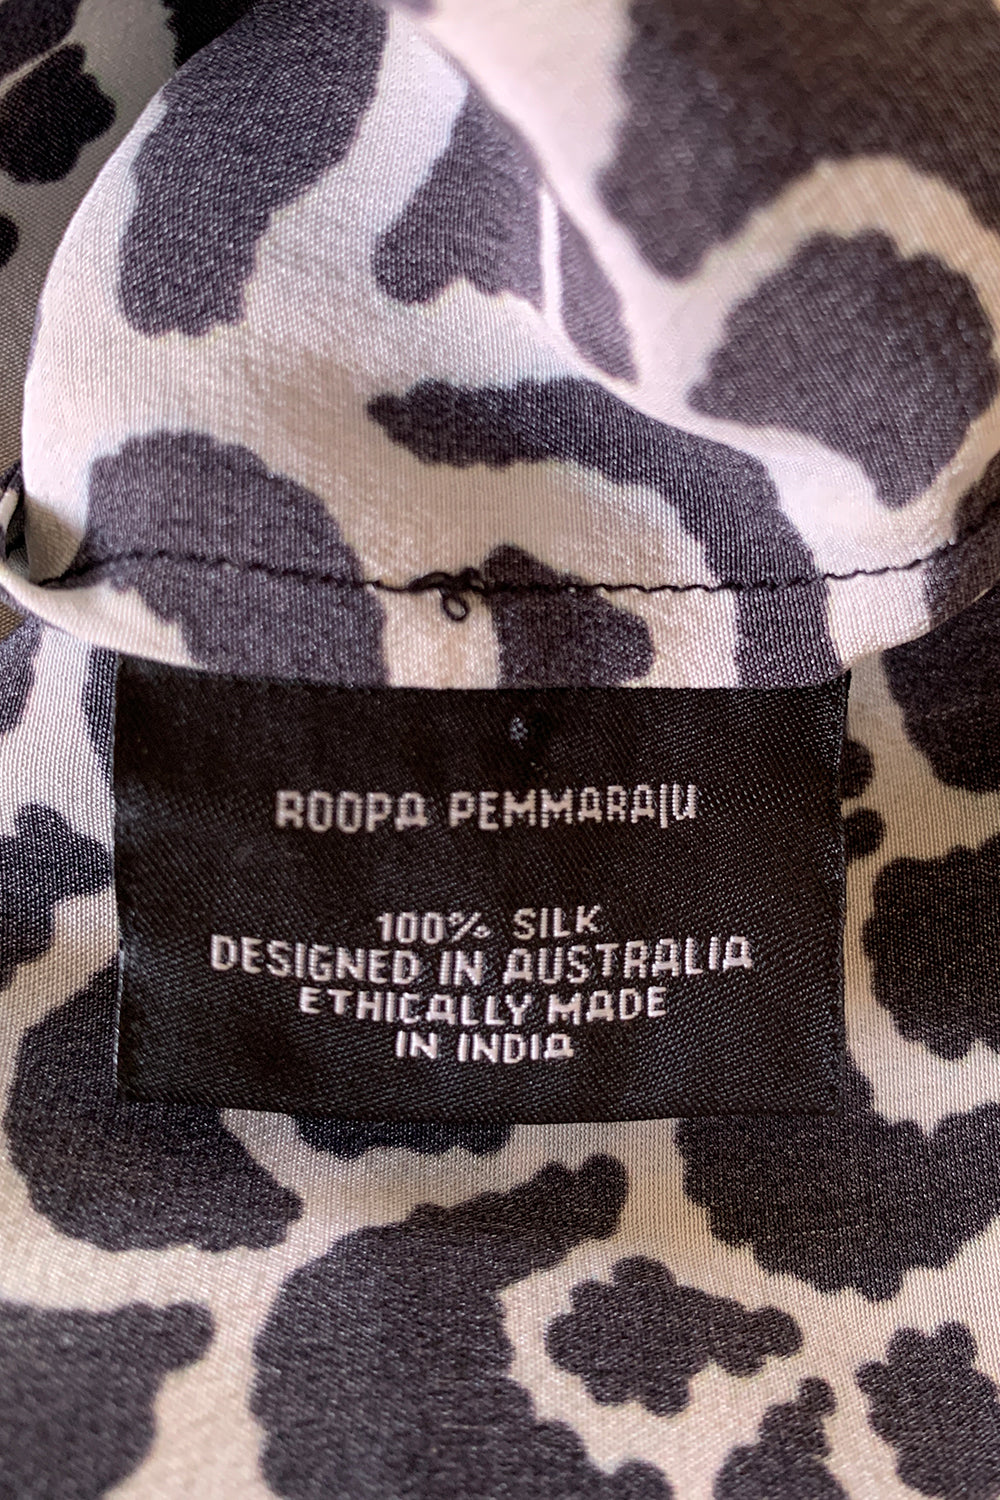 ROOPA PEMMARAJU
100% SILK
DESIGNED IN AUSTRALIA
ETHICALLY MADE
IN INDIA